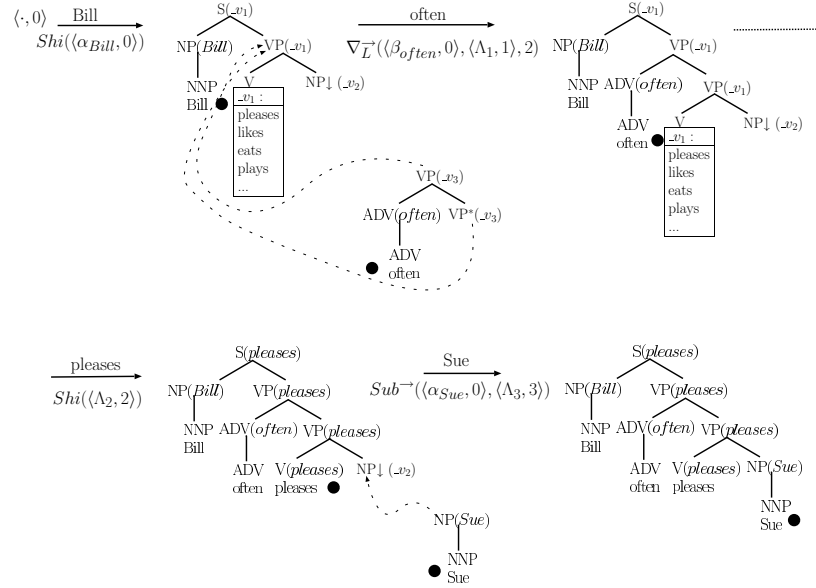 ⟨·, 0⟩ Bill
Shi(⟨α_Bill, 0⟩)
S(_v₁)
NP(Bill) VP(_v₁)
NNP V NP↓ (_v₂)
Bill
_v₁ :
pleases
likes
eats
plays
...
VP(_v₃)
ADV(often) VP*(_v₃)
ADV
often
often
∇_L^→(⟨β_often, 0⟩, ⟨Λ₁, 1⟩, 2)
S(_v₁)
NP(Bill) VP(_v₁)
NNP ADV(often) VP(_v₁)
Bill
ADV V NP↓ (_v₂)
often
_v₁ :
pleases
likes
eats
plays
...
pleases
Shi(⟨Λ₂, 2⟩)
S(pleases)
NP(Bill) VP(pleases)
NNP ADV(often) VP(pleases)
Bill
ADV V(pleases) NP↓ (_v₂)
often pleases
NP(Sue)
NNP
Sue
Sue
Sub^→(⟨α_Sue, 0⟩, ⟨Λ₃, 3⟩)
S(pleases)
NP(Bill) VP(pleases)
NNP ADV(often) VP(pleases)
Bill
ADV V(pleases) NP(Sue)
often pleases
NNP
Sue